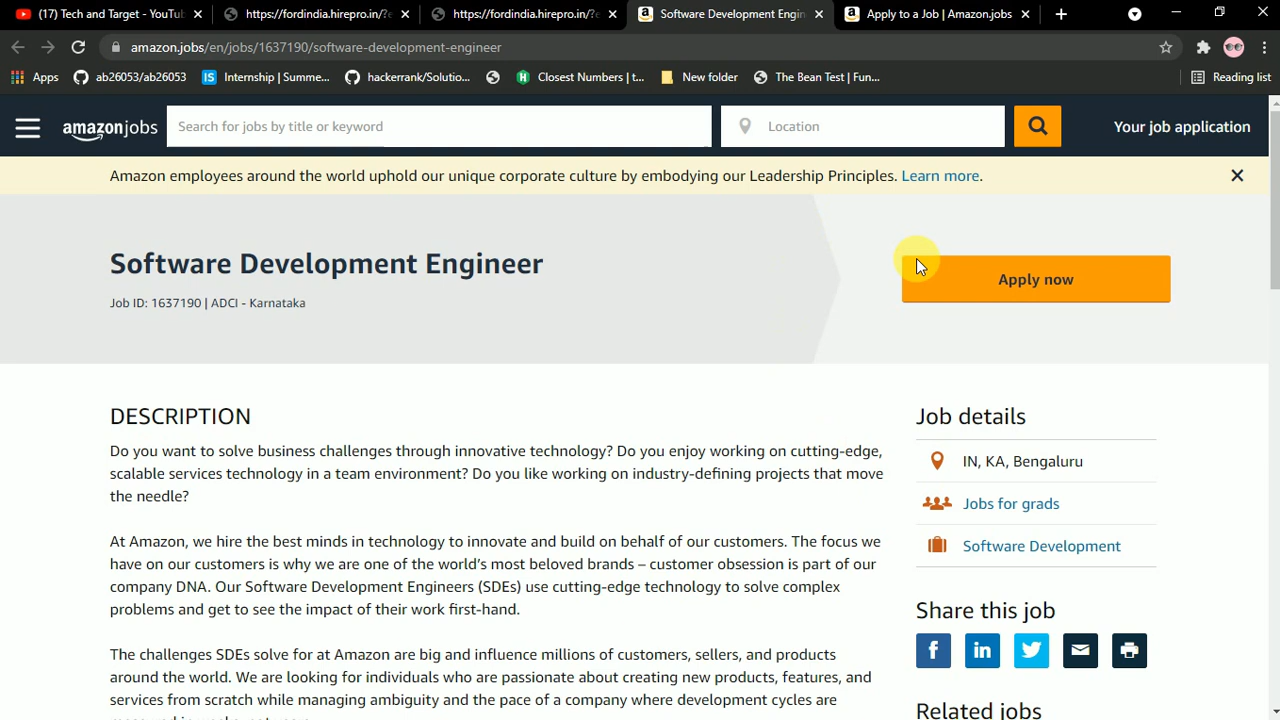 (17) Tech and Target - YouTu
https://fordindia.hirepro.in/?e
https://fordindia.hirepro.in/?e
Software Development Engin
Apply to a Job | Amazon.jobs
amazon.jobs/en/jobs/1637190/software-development-engineer
Apps
ab26053/ab26053
IS
Internship | Summe...
hackerrank/Solutio...
Closest Numbers | t...
New folder
The Bean Test | Fun...
Reading list
amazon jobs
Search for jobs by title or keyword
Location
Your job application
Amazon employees around the world uphold our unique corporate culture by embodying our Leadership Principles. Learn more.
Software Development Engineer
Job ID: 1637190 | ADCI - Karnataka
Apply now
DESCRIPTION
Do you want to solve business challenges through innovative technology? Do you enjoy working on cutting-edge,
scalable services technology in a team environment? Do you like working on industry-defining projects that move
the needle?
At Amazon, we hire the best minds in technology to innovate and build on behalf of our customers. The focus we
have on our customers is why we are one of the world's most beloved brands – customer obsession is part of our
company DNA. Our Software Development Engineers (SDEs) use cutting-edge technology to solve complex
problems and get to see the impact of their work first-hand.
The challenges SDEs solve for at Amazon are big and influence millions of customers, sellers, and products
around the world. We are looking for individuals who are passionate about creating new products, features, and
services from scratch while managing ambiguity and the pace of a company where development cycles are
Job details
IN, KA, Bengaluru
Jobs for grads
Software Development
Share this job
Related jobs